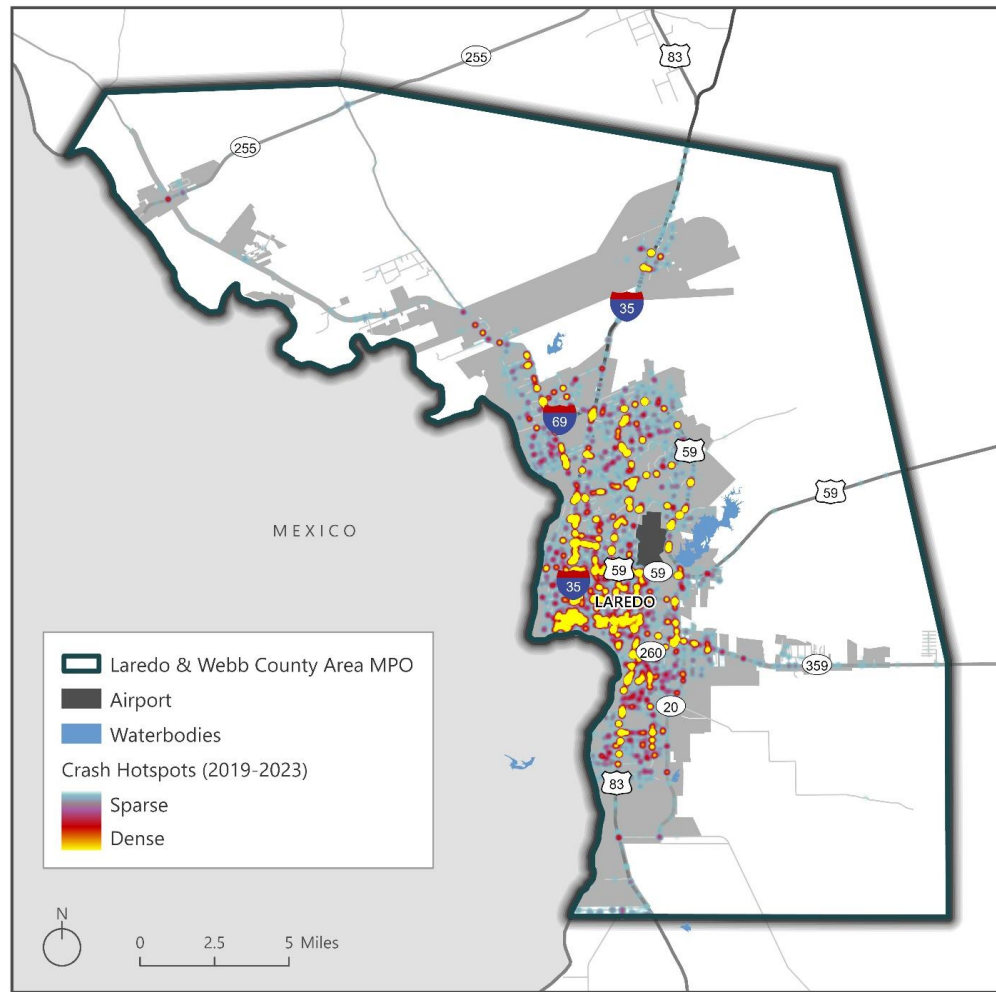 255
83
255
35
69
59
59
MEXICO
59
59
35
LAREDO
260
359
20
83
Laredo & Webb County Area MPO
Airport
Waterbodies
Crash Hotspots (2019-2023)
Sparse
Dense
N
0 2.5 5 Miles